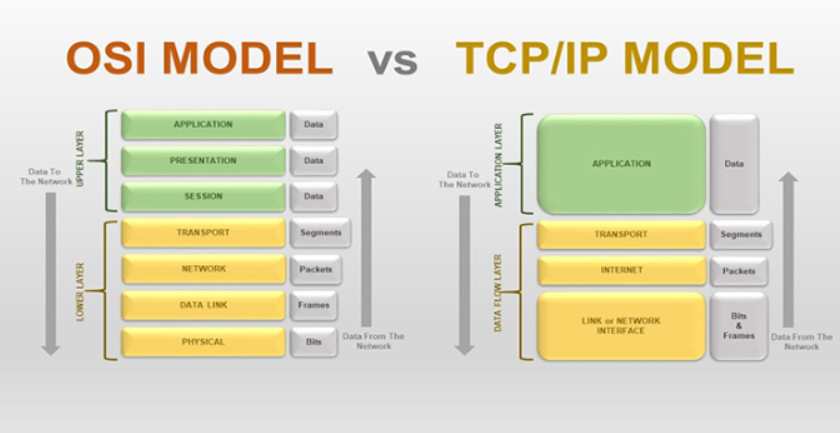 OSI MODEL vs TCP/IP MODEL
UPPER LAYER
APPLICATION
Data
PRESENTATION
Data
SESSION
Data
Data To
The Network
LOWER LAYER
TRANSPORT
Segments
NETWORK
Packets
DATA LINK
Frames
PHYSICAL
Bits
Data From The
Network
Data To
The Network
APPLICATION LAYER
APPLICATION
Data
DATA FLOW LAYER
TRANSPORT
Segments
INTERNET
Packets
LINK or NETWORK
INTERFACE
Bits
&
Frames
Data From The
Network